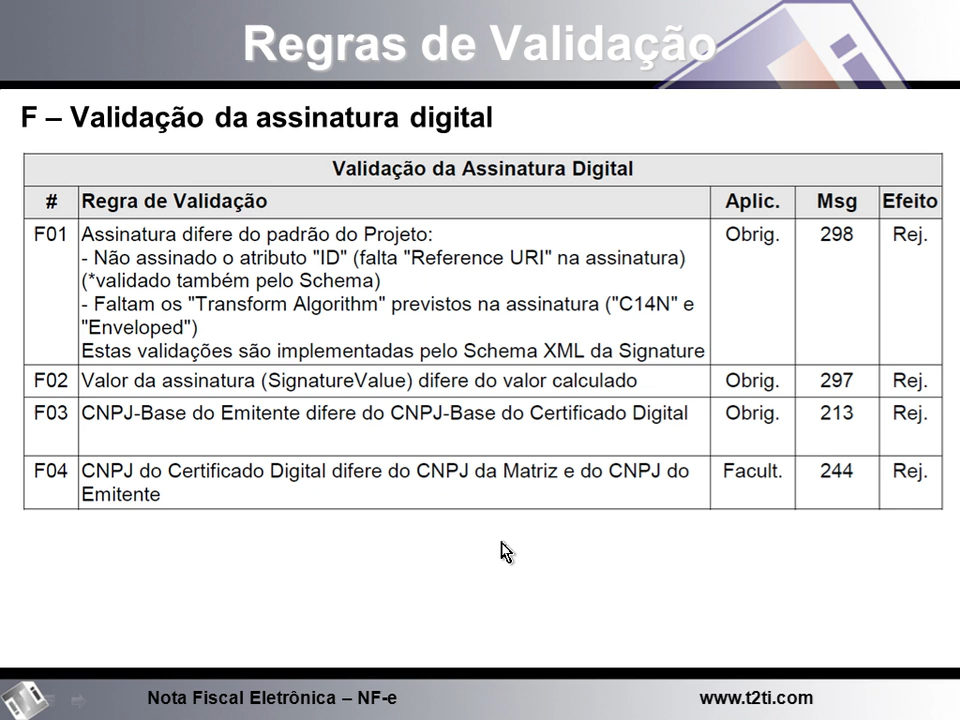 Regras de Validação
F – Validação da assinatura digital
Validação da Assinatura Digital
# Regra de Validação Aplic. Msg Efeito
F01 Assinatura difere do padrão do Projeto: Obrig. 298 Rej.
- Não assinado o atributo "ID" (falta "Reference URI" na assinatura)
(*validado também pelo Schema)
- Faltam os "Transform Algorithm" previstos na assinatura ("C14N" e
"Enveloped")
Estas validações são implementadas pelo Schema XML da Signature
F02 Valor da assinatura (SignatureValue) difere do valor calculado Obrig. 297 Rej.
F03 CNPJ-Base do Emitente difere do CNPJ-Base do Certificado Digital Obrig. 213 Rej.
F04 CNPJ do Certificado Digital difere do CNPJ da Matriz e do CNPJ do Facult. 244 Rej.
Emitente
Nota Fiscal Eletrônica – NF-e www.t2ti.com